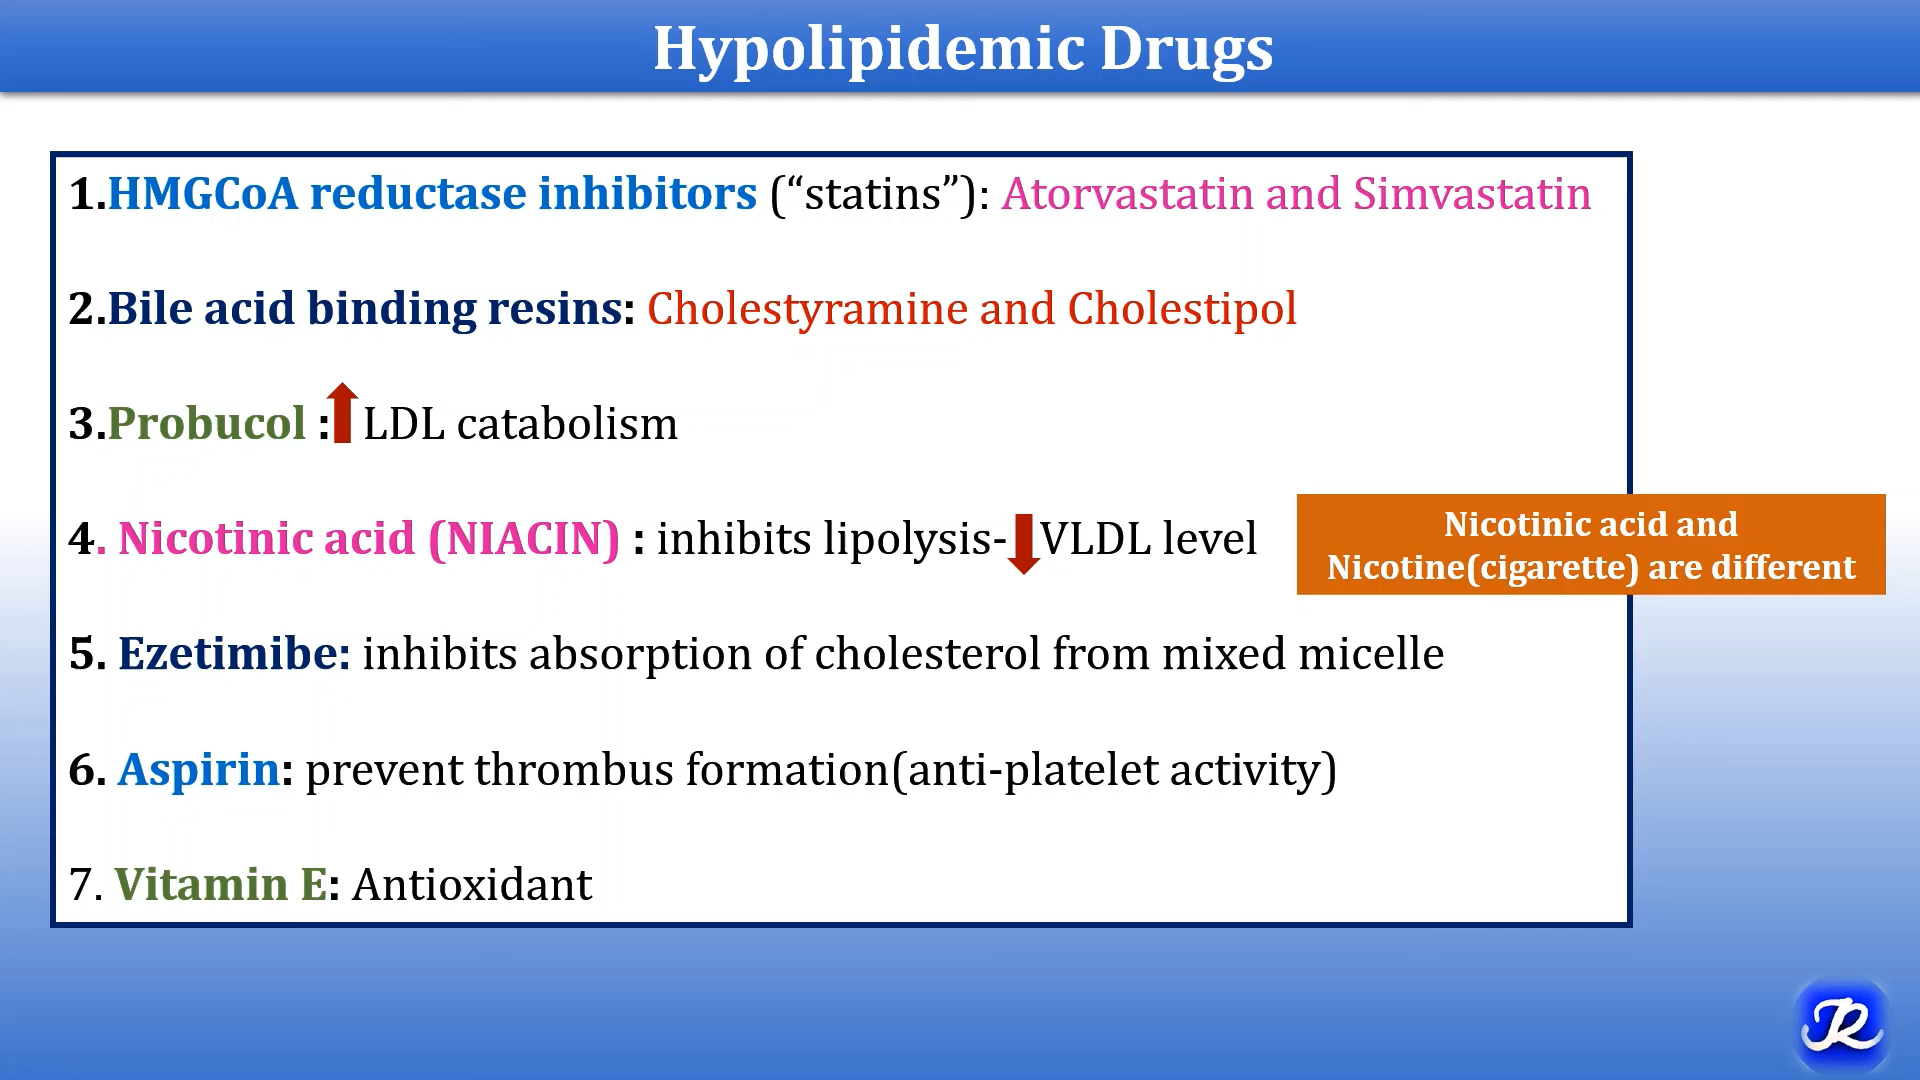 Hypolipidemic Drugs
1.HMGCoA reductase inhibitors (“statins”): Atorvastatin and Simvastatin
2.Bile acid binding resins: Cholestyramine and Cholestipol
3.Probucol :⬆LDL catabolism
4. Nicotinic acid (NIACIN) : inhibits lipolysis-⬇VLDL level
Nicotinic acid and
Nicotine(cigarette) are different
5. Ezetimibe: inhibits absorption of cholesterol from mixed micelle
6. Aspirin: prevent thrombus formation(anti-platelet activity)
7. Vitamin E: Antioxidant
JR